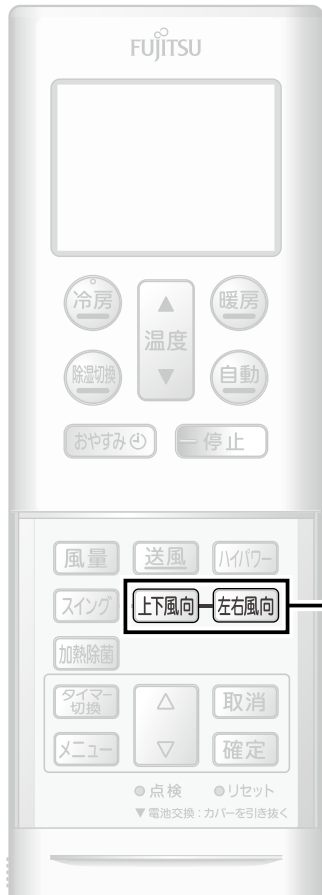 FUJITSU
冷房 ▲ 温度 ▼ 暖房
除湿切換 自動
おやすみ 停止
風量 送風 ハイパワー
スイング 上下風向 左右風向
加熱除菌
タイマー切換 △ 取消
メニュー ▽ 確定
●点検 ●リセット
▼電池交換：カバーを引き抜く